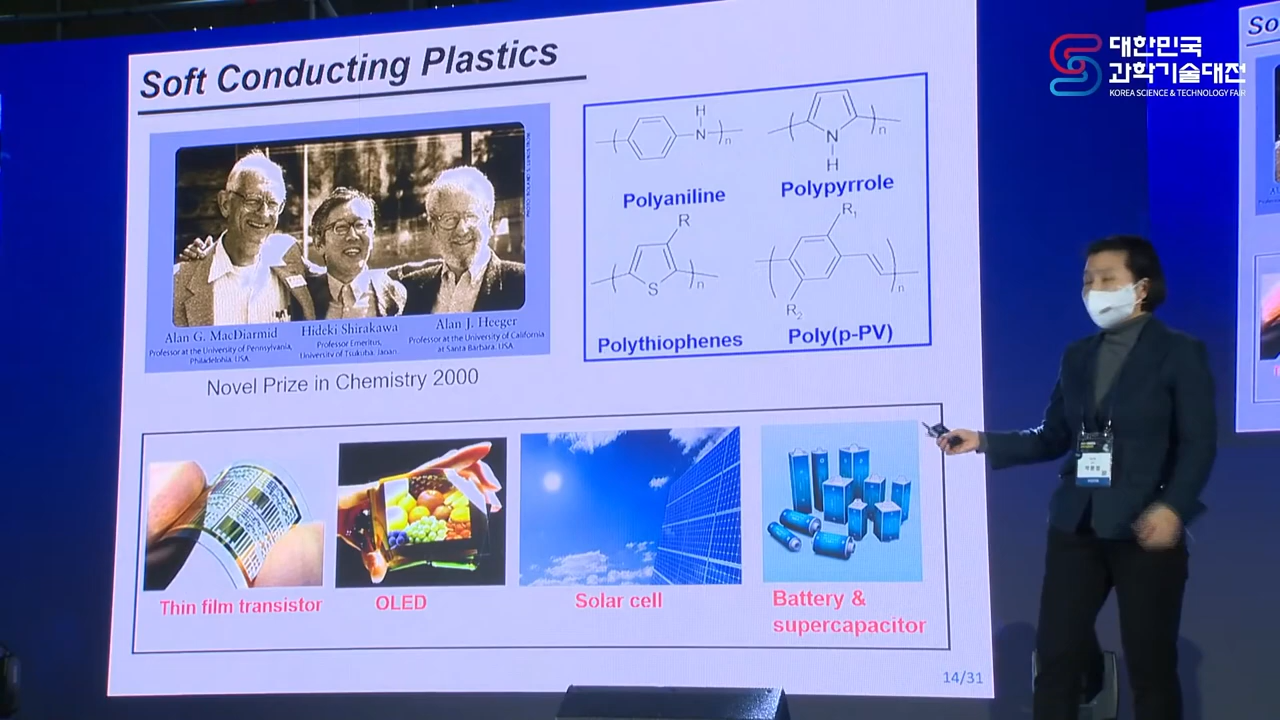 Soft Conducting Plastics
Alan G. MacDiarmid
Professor at the University of Pennsylvania,
Philadelphia, USA
Hideki Shirakawa
Professor Emeritus,
University of Tsukuba, Japan
Alan J. Heeger
Professor at the University of California
at Santa Barbara, USA
Novel Prize in Chemistry 2000
H
N
n
Polyaniline
N
H
n
Polypyrrole
R
S
n
Polythiophenes
R1
R2
n
Poly(p-PV)
Thin film transistor
OLED
Solar cell
Battery &
supercapacitor
14/31
대한민국
과학기술대전
KOREA SCIENCE & TECHNOLOGY FAIR
So